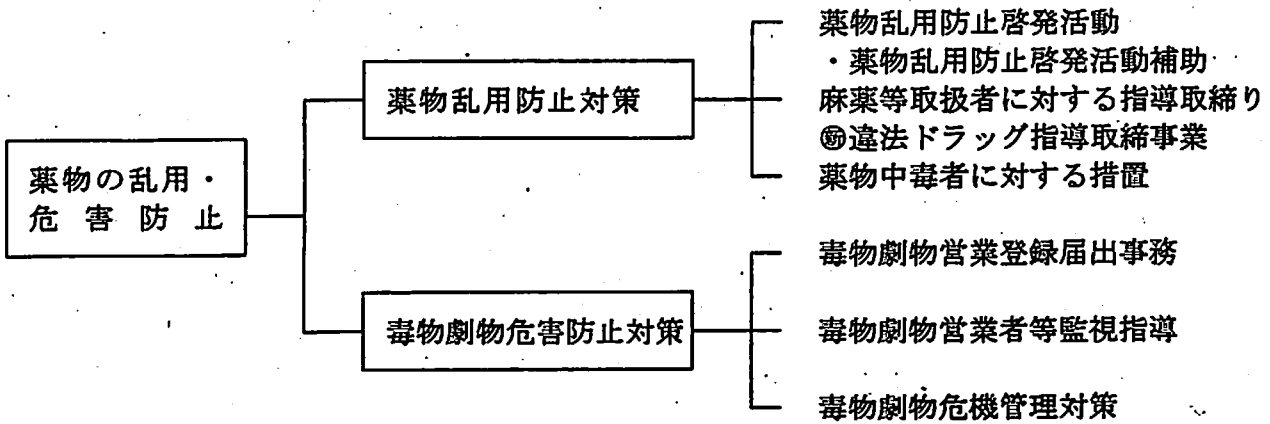 薬物の乱用・
危害防止
薬物乱用防止対策
薬物乱用防止啓発活動
・薬物乱用防止啓発活動補助
麻薬等取扱者に対する指導取締り
違法ドラッグ指導取締事業
薬物中毒者に対する措置
毒物劇物危害防止対策
毒物劇物営業登録届出事務
毒物劇物営業者等監視指導
毒物劇物危機管理対策